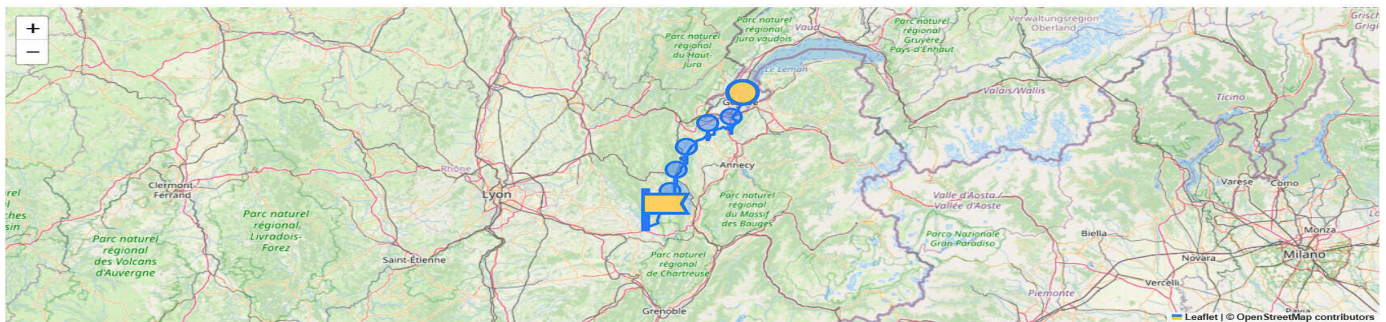 +
−
Parc naturel
régional
du Haut-
Jura
Parc naturel
régional
Jura vaudois
Vaud
Parc naturel
régional
Gruyère
Pays-d'Enhaut
Verwaltungsregion
Oberland
Le Léman
Valais/Wallis
Ticino
Annecy
Rhône
Lyon
Clermont
Ferrand
Parc naturel
régional
Livradois-
Forez
Parc naturel
régional
des Volcans
d'Auvergne
Saint-Étienne
Parc naturel
régional
du Massif
des Bauges
Parc naturel
régional
de Chartreuse
Grenoble
Valle d'Aosta /
Vallée d'Aoste
Parco Nazionale
Gran Paradiso
Biella
Varese
Como
Monza
Novara
Milano
Vercelli
Piemonte
Leaflet | © OpenStreetMap contributors